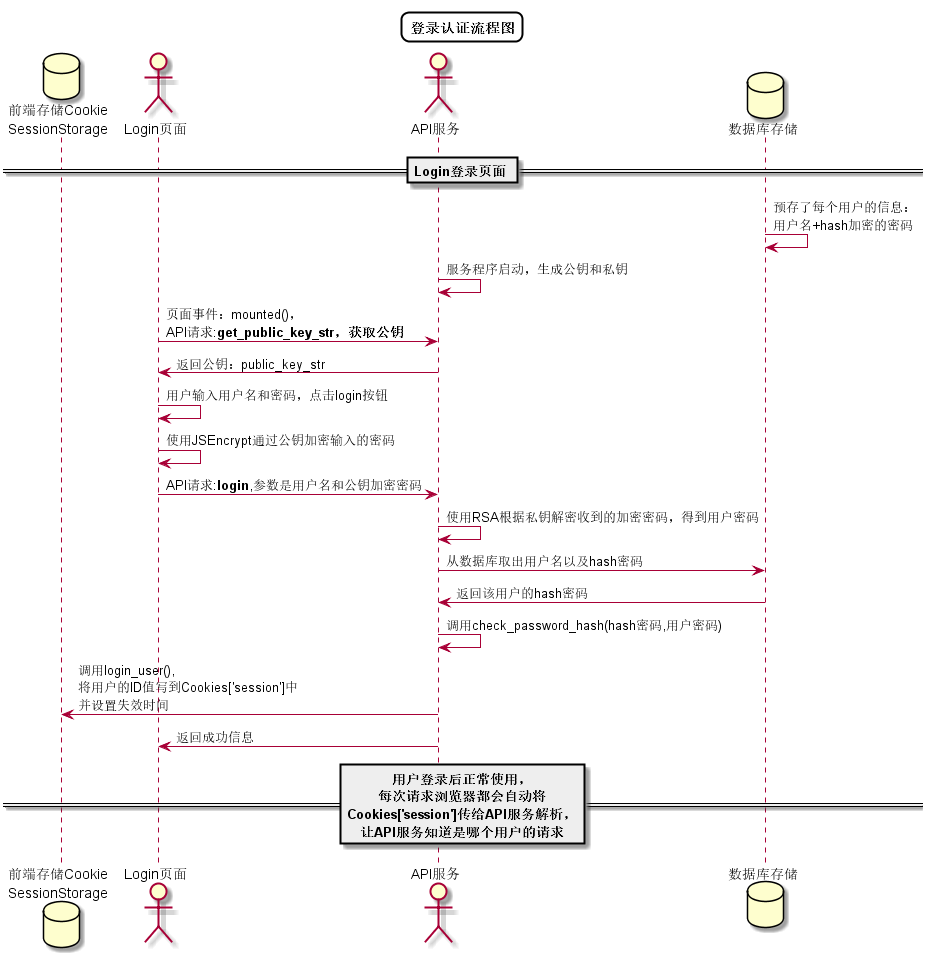 登录认证流程图
前端存储Cookie
SessionStorage
Login页面
API服务
数据库存储
Login登录页面
预存了每个用户的信息：
用户名+hash加密的密码
服务程序启动，生成公钥和私钥
页面事件：mounted()，
API请求:get_public_key_str，获取公钥
返回公钥：public_key_str
用户输入用户名和密码，点击login按钮
使用JSEncrypt通过公钥加密输入的密码
API请求:login,参数是用户名和公钥加密密码
使用RSA根据私钥解密收到的加密密码，得到用户密码
从数据库取出用户名以及hash密码
返回该用户的hash密码
调用check_password_hash(hash密码,用户密码)
调用login_user(),
将用户的ID值写到Cookies['session']中
并设置失效时间
返回成功信息
用户登录后正常使用，
每次请求浏览器都会自动将
Cookies['session']传给API服务解析，
让API服务知道是哪个用户的请求
前端存储Cookie
SessionStorage
Login页面
API服务
数据库存储